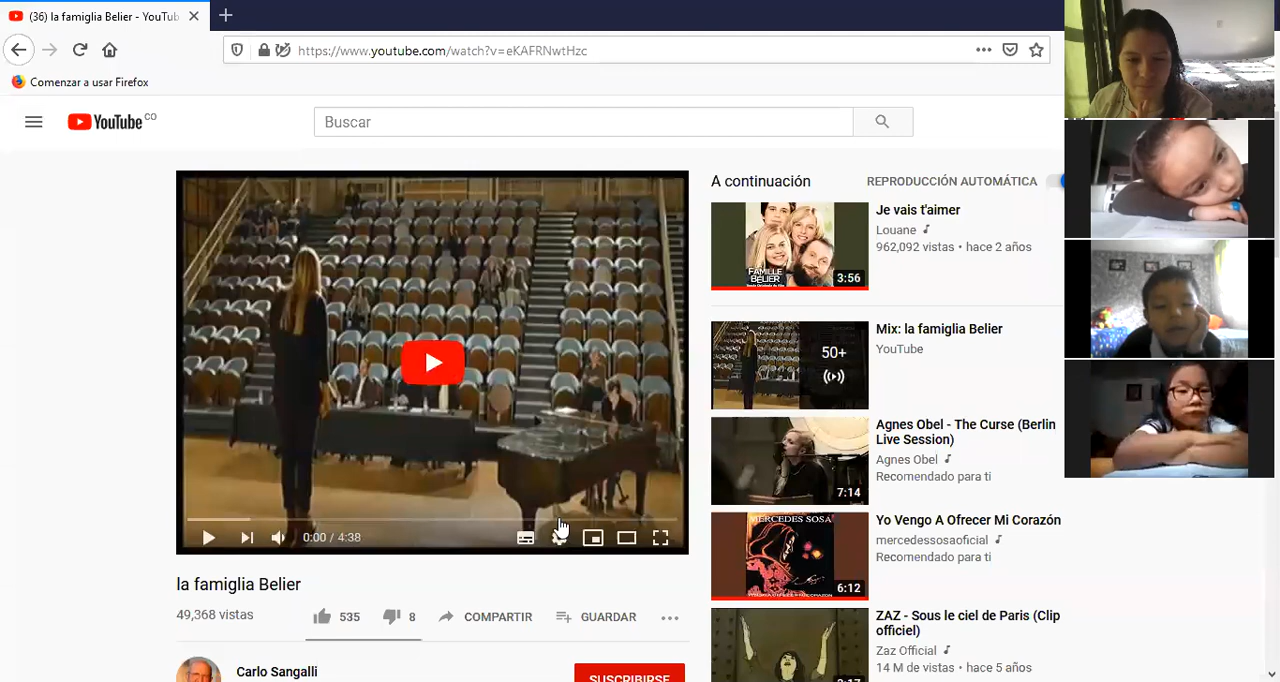 (36) la famiglia Belier - YouTub
https://www.youtube.com/watch?v=eKAFRNwtHzc
Comenzar a usar Firefox
YouTube CO
Buscar
A continuación
REPRODUCCIÓN AUTOMÁTICA
FAMILLE
BÉLIER
3:56
Je vais t'aimer
Louane
962,092 vistas • hace 2 años
50+
Mix: la famiglia Belier
YouTube
7:14
Agnes Obel - The Curse (Berlin
Live Session)
Agnes Obel
Recomendado para ti
MERCEDES SOSA
6:12
Yo Vengo A Ofrecer Mi Corazón
mercedessosaoficial
Recomendado para ti
ZAZ - Sous le ciel de Paris (Clip
officiel)
Zaz Official
14 M de vistas • hace 5 años
0:00 / 4:38
la famiglia Belier
49,368 vistas
535
8
COMPARTIR
GUARDAR
Carlo Sangalli
SUSCRIBIRSE